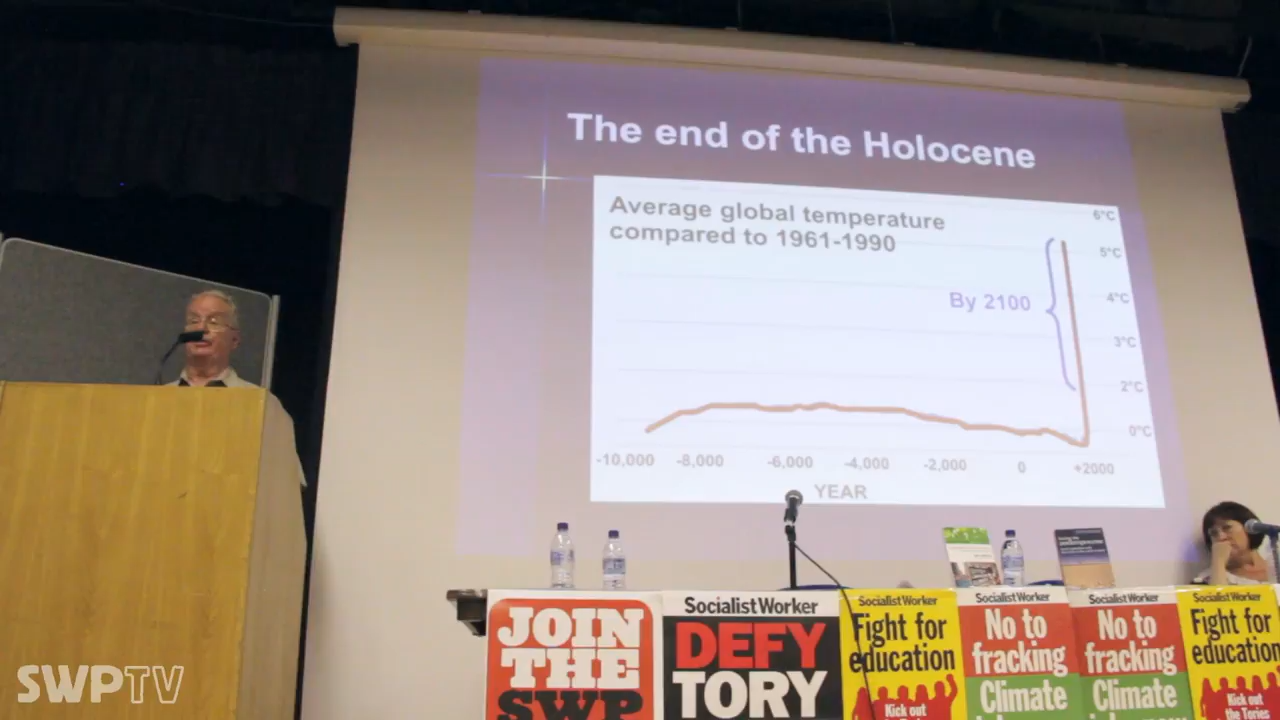 The end of the Holocene
Average global temperature
compared to 1961-1990
6°C
5°C
By 2100
4°C
3°C
2°C
0°C
-10,000 -8,000 -6,000 -4,000 -2,000 0 +2000
YEAR
JOIN
THE
SWP
Socialist Worker
DEFY
TORY
Socialist Worker
Fight for
education
Kick out
Socialist Worker
No to
fracking
Climate
Socialist Worker
No to
fracking
Climate
Socialist Worker
Fight for
education
Kick out
the Tories
SWPTV